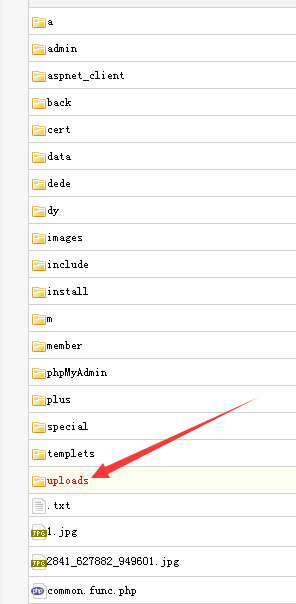 a
admin
aspnet_client
back
cert
data
dede
dy
images
include
install
m
member
phpMyAdmin
plus
special
templets
uploads
.txt
1.jpg
2841_627882_949601.jpg
common.func.php